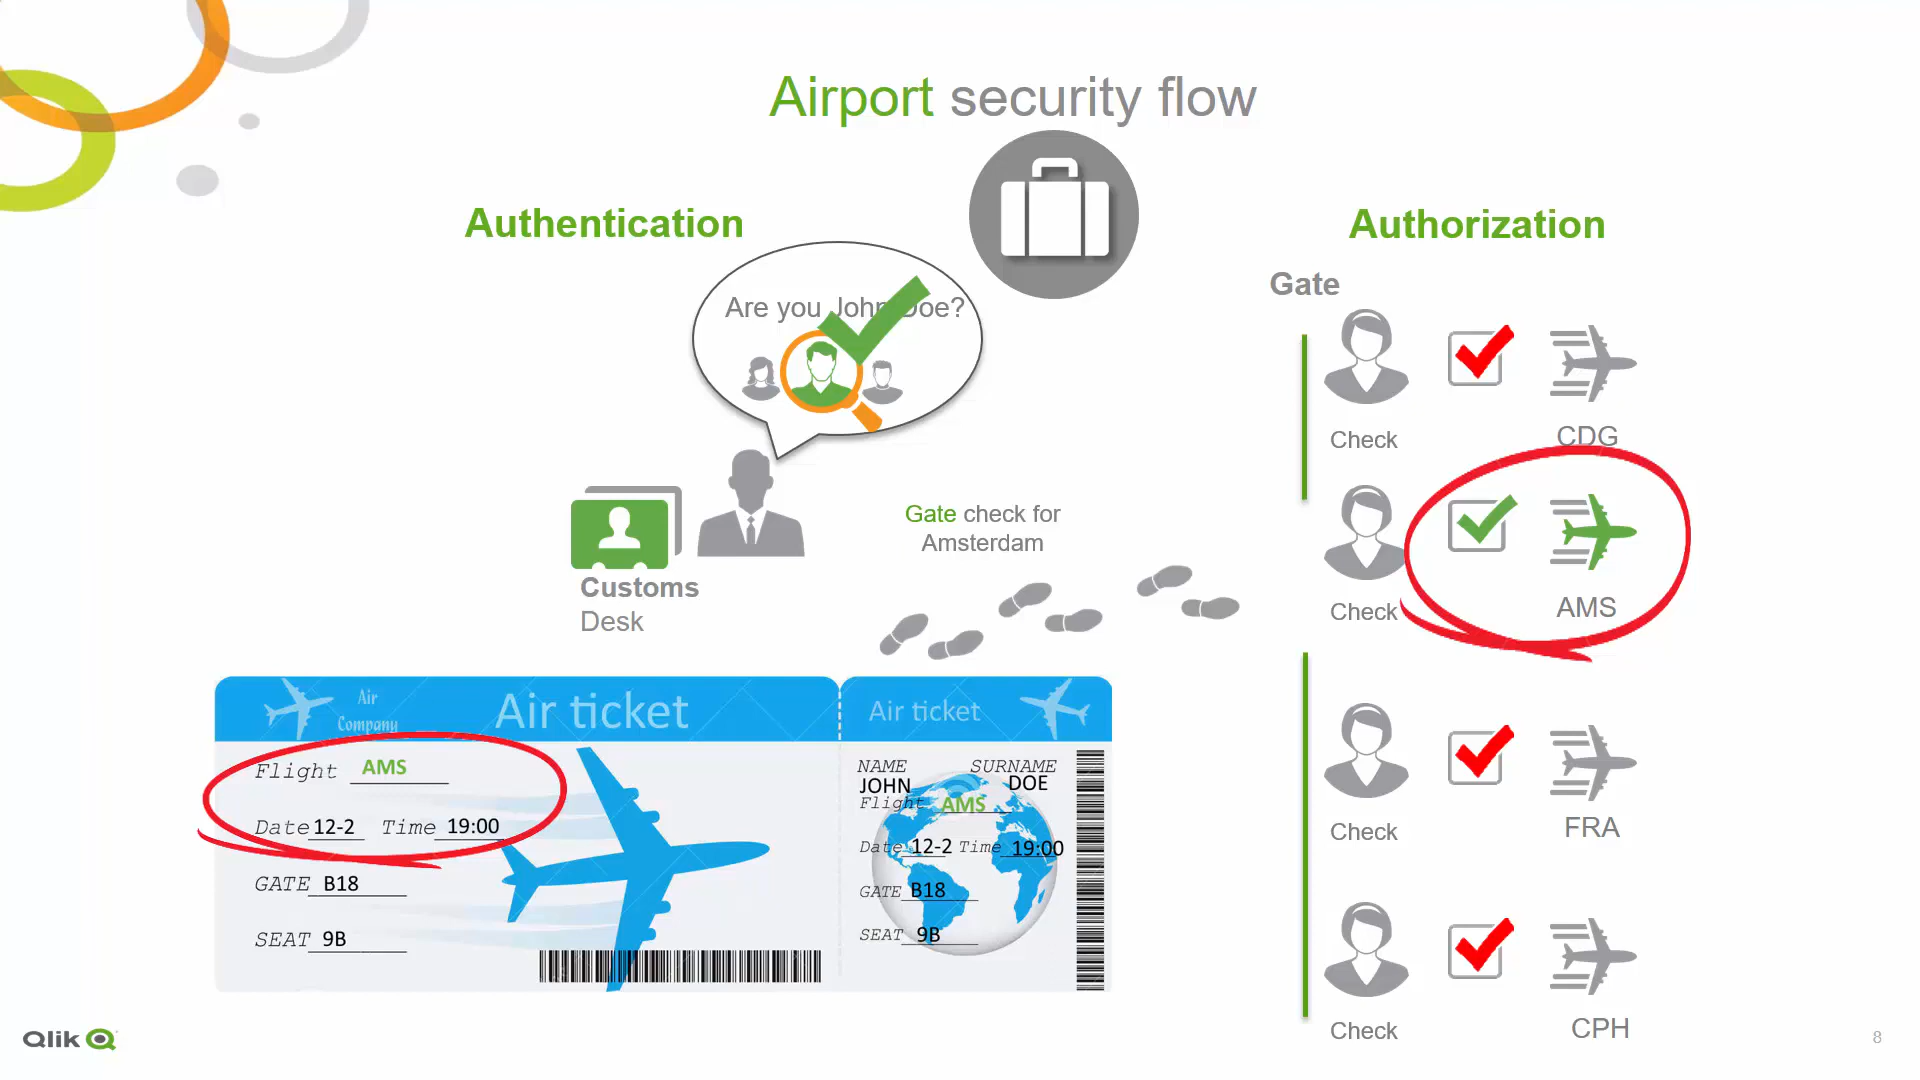 Airport security flow
Authentication
Authorization
Are you John Doe?
Gate
Check
CDG
Gate check for
Amsterdam
Customs
Desk
Check
AMS
Air
Company
Air ticket
Air ticket
Flight AMS
Date 12-2 Time 19:00
GATE B18
SEAT 9B
NAME SURNAME
JOHN DOE
Flight AMS
Date 12-2 Time 19:00
GATE B18
SEAT 9B
Check
FRA
Check
CPH
Qlik
8